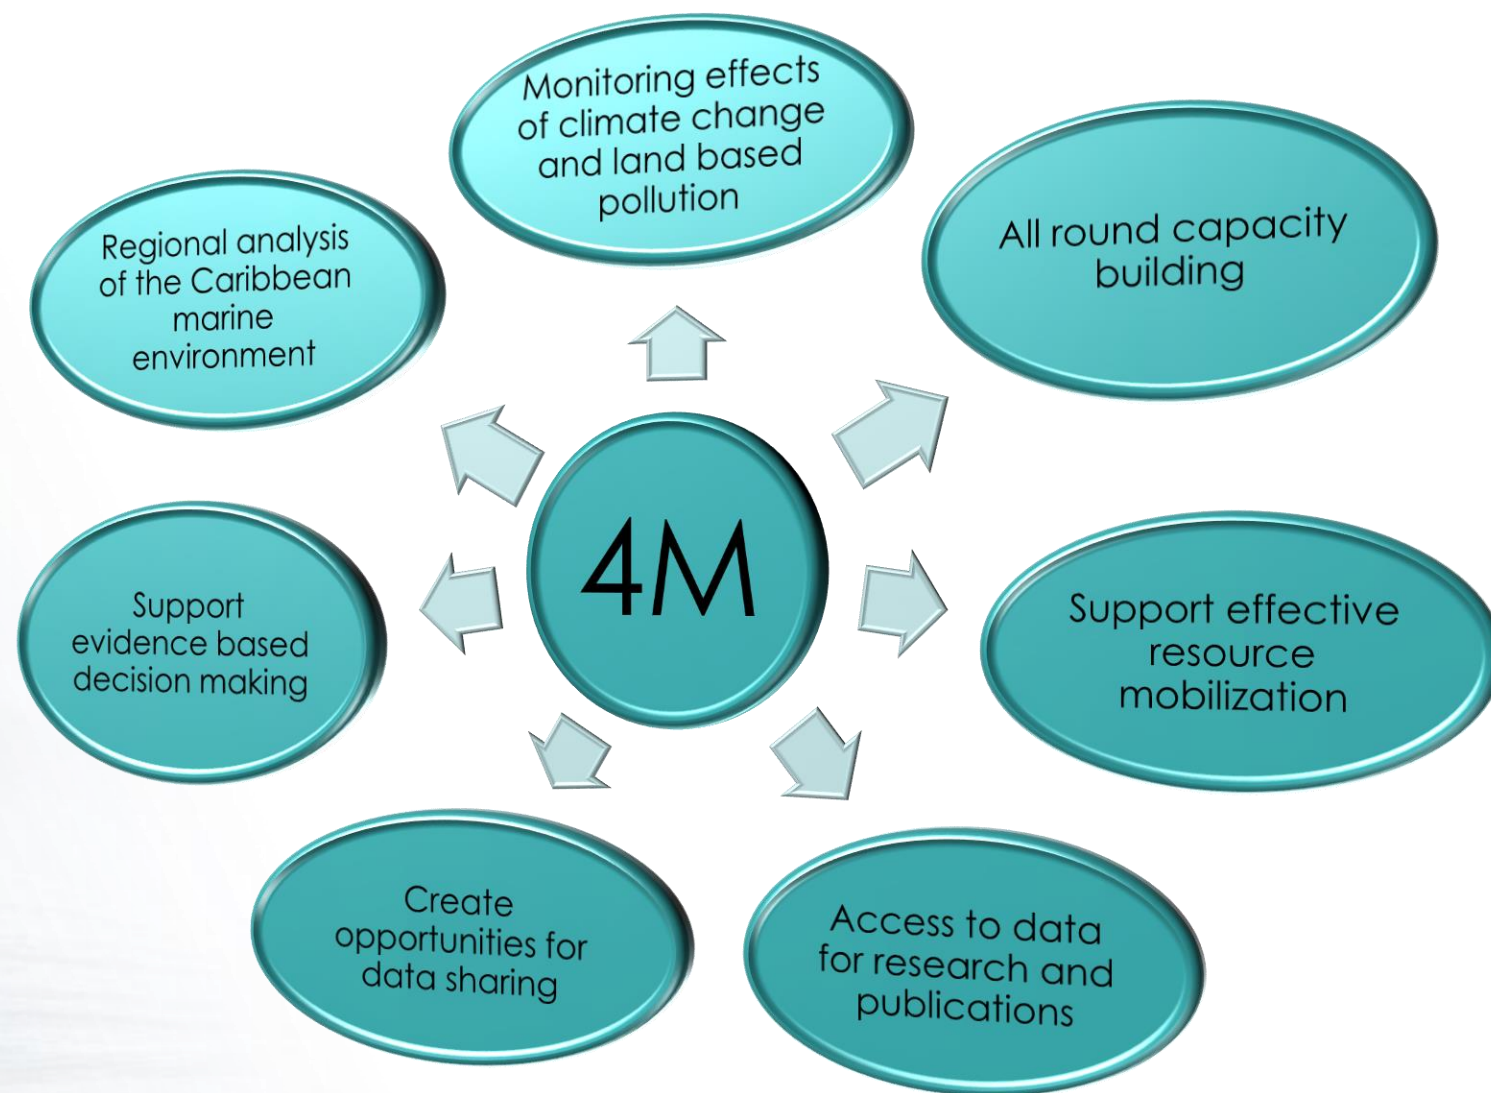 Monitoring effects
of climate change
and land based
pollution
All round capacity
building
Support effective
resource
mobilization
Access to data
for research and
publications
Create
opportunities for
data sharing
Support
evidence based
decision making
Regional analysis
of the Caribbean
marine
environment
4M